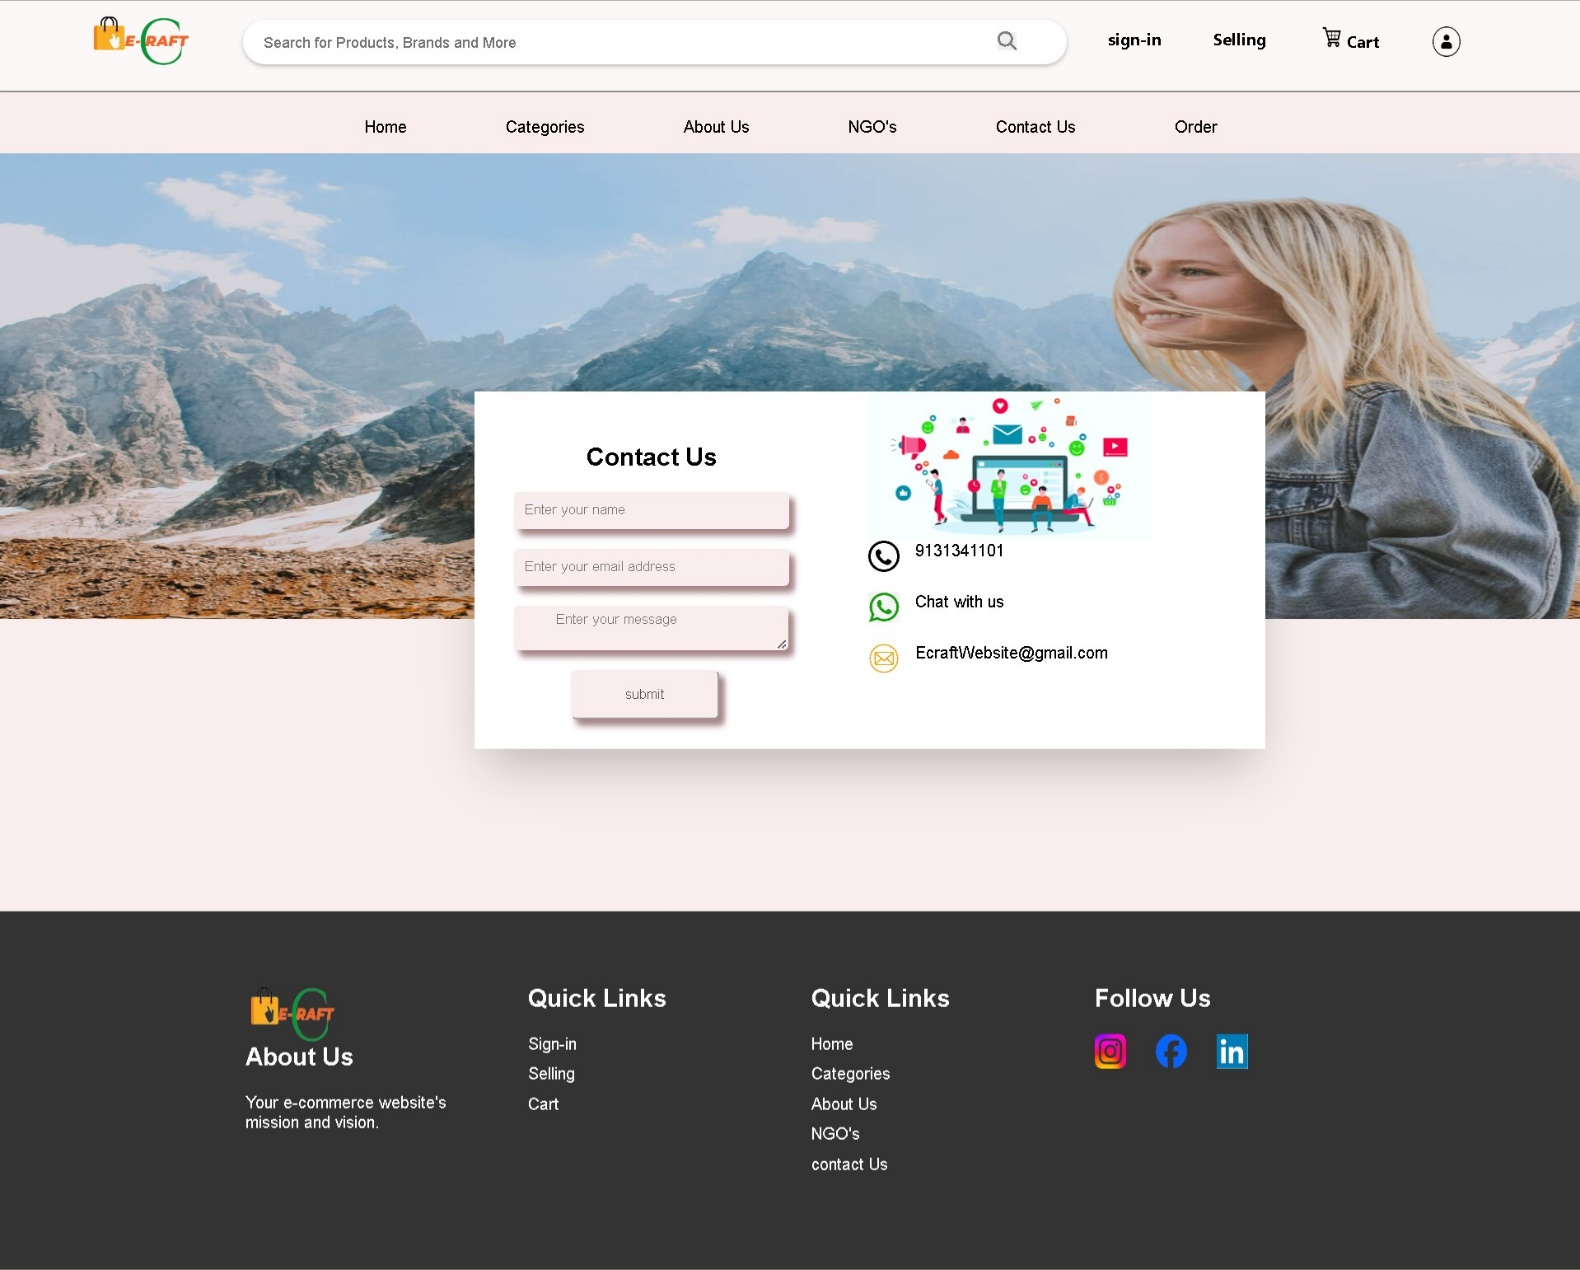 E-CRAFT
Search for Products, Brands and More
sign-in
Selling
Cart
Home
Categories
About Us
NGO's
Contact Us
Order
Contact Us
Enter your name
Enter your email address
Enter your message
submit
9131341101
Chat with us
EcraftWebsite@gmail.com
E-CRAFT
About Us
Your e-commerce website's
mission and vision.
Quick Links
Sign-in
Selling
Cart
Quick Links
Home
Categories
About Us
NGO's
contact Us
Follow Us
in